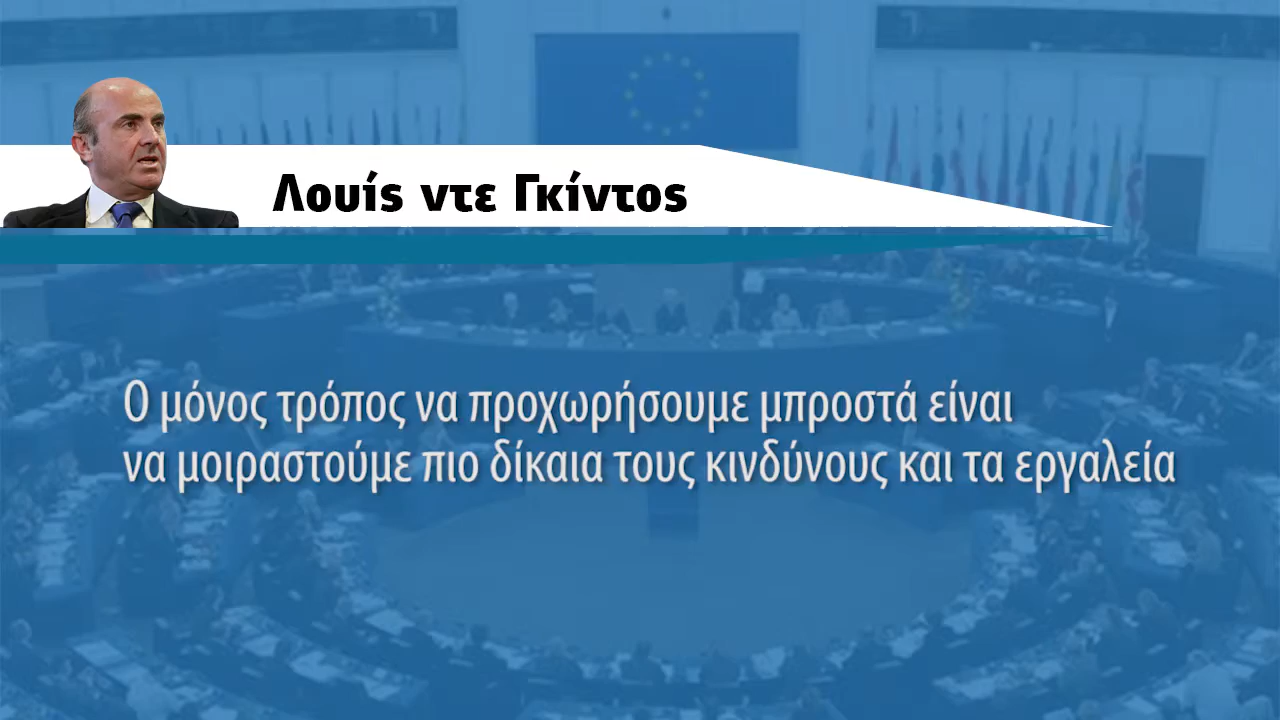 Λουίς ντε Γκίντος
Ο μόνος τρόπος να προχωρήσουμε μπροστά είναι
να μοιραστούμε πιο δίκαια τους κινδύνους και τα εργαλεία